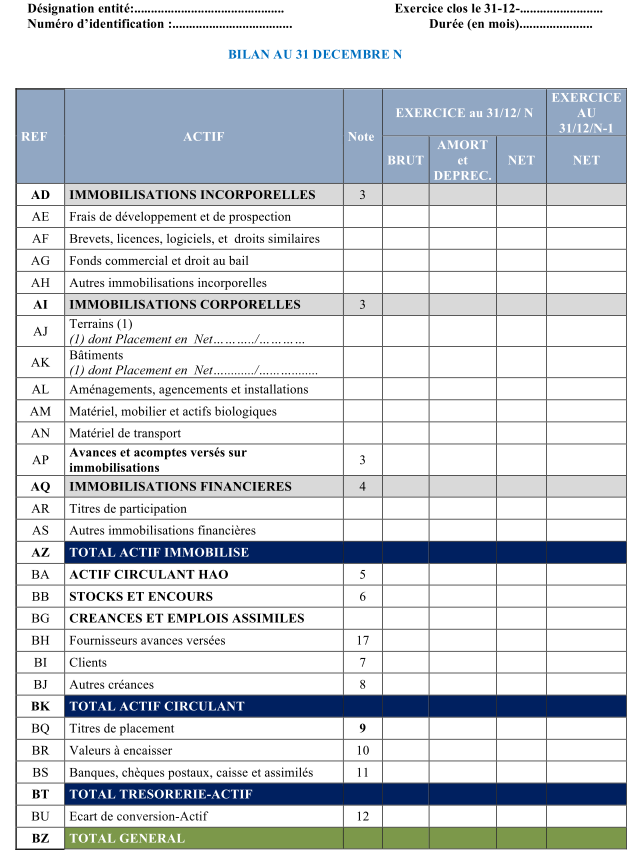 Désignation entité:.............................................. Exercice clos le 31-12-.........................
Numéro d’identification :.................................... Durée (en mois)......................
BILAN AU 31 DECEMBRE N
REF ACTIF Note EXERCICE au 31/12/ N EXERCICE AU 31/12/N-1
BRUT AMORT et DEPREC. NET NET
AD IMMOBILISATIONS INCORPORELLES 3
AE Frais de développement et de prospection
AF Brevets, licences, logiciels, et droits similaires
AG Fonds commercial et droit au bail
AH Autres immobilisations incorporelles
AI IMMOBILISATIONS CORPORELLES 3
AJ Terrains (1)
(1) dont Placement en Net………../…………
AK Bâtiments
(1) dont Placement en Net…........./…….........
AL Aménagements, agencements et installations
AM Matériel, mobilier et actifs biologiques
AN Matériel de transport
AP Avances et acomptes versés sur
immobilisations 3
AQ IMMOBILISATIONS FINANCIERES 4
AR Titres de participation
AS Autres immobilisations financières
AZ TOTAL ACTIF IMMOBILISE
BA ACTIF CIRCULANT HAO 5
BB STOCKS ET ENCOURS 6
BG CREANCES ET EMPLOIS ASSIMILES
BH Fournisseurs avances versées 17
BI Clients 7
BJ Autres créances 8
BK TOTAL ACTIF CIRCULANT
BQ Titres de placement 9
BR Valeurs à encaisser 10
BS Banques, chèques postaux, caisse et assimilés 11
BT TOTAL TRESORERIE-ACTIF
BU Ecart de conversion-Actif 12
BZ TOTAL GENERAL